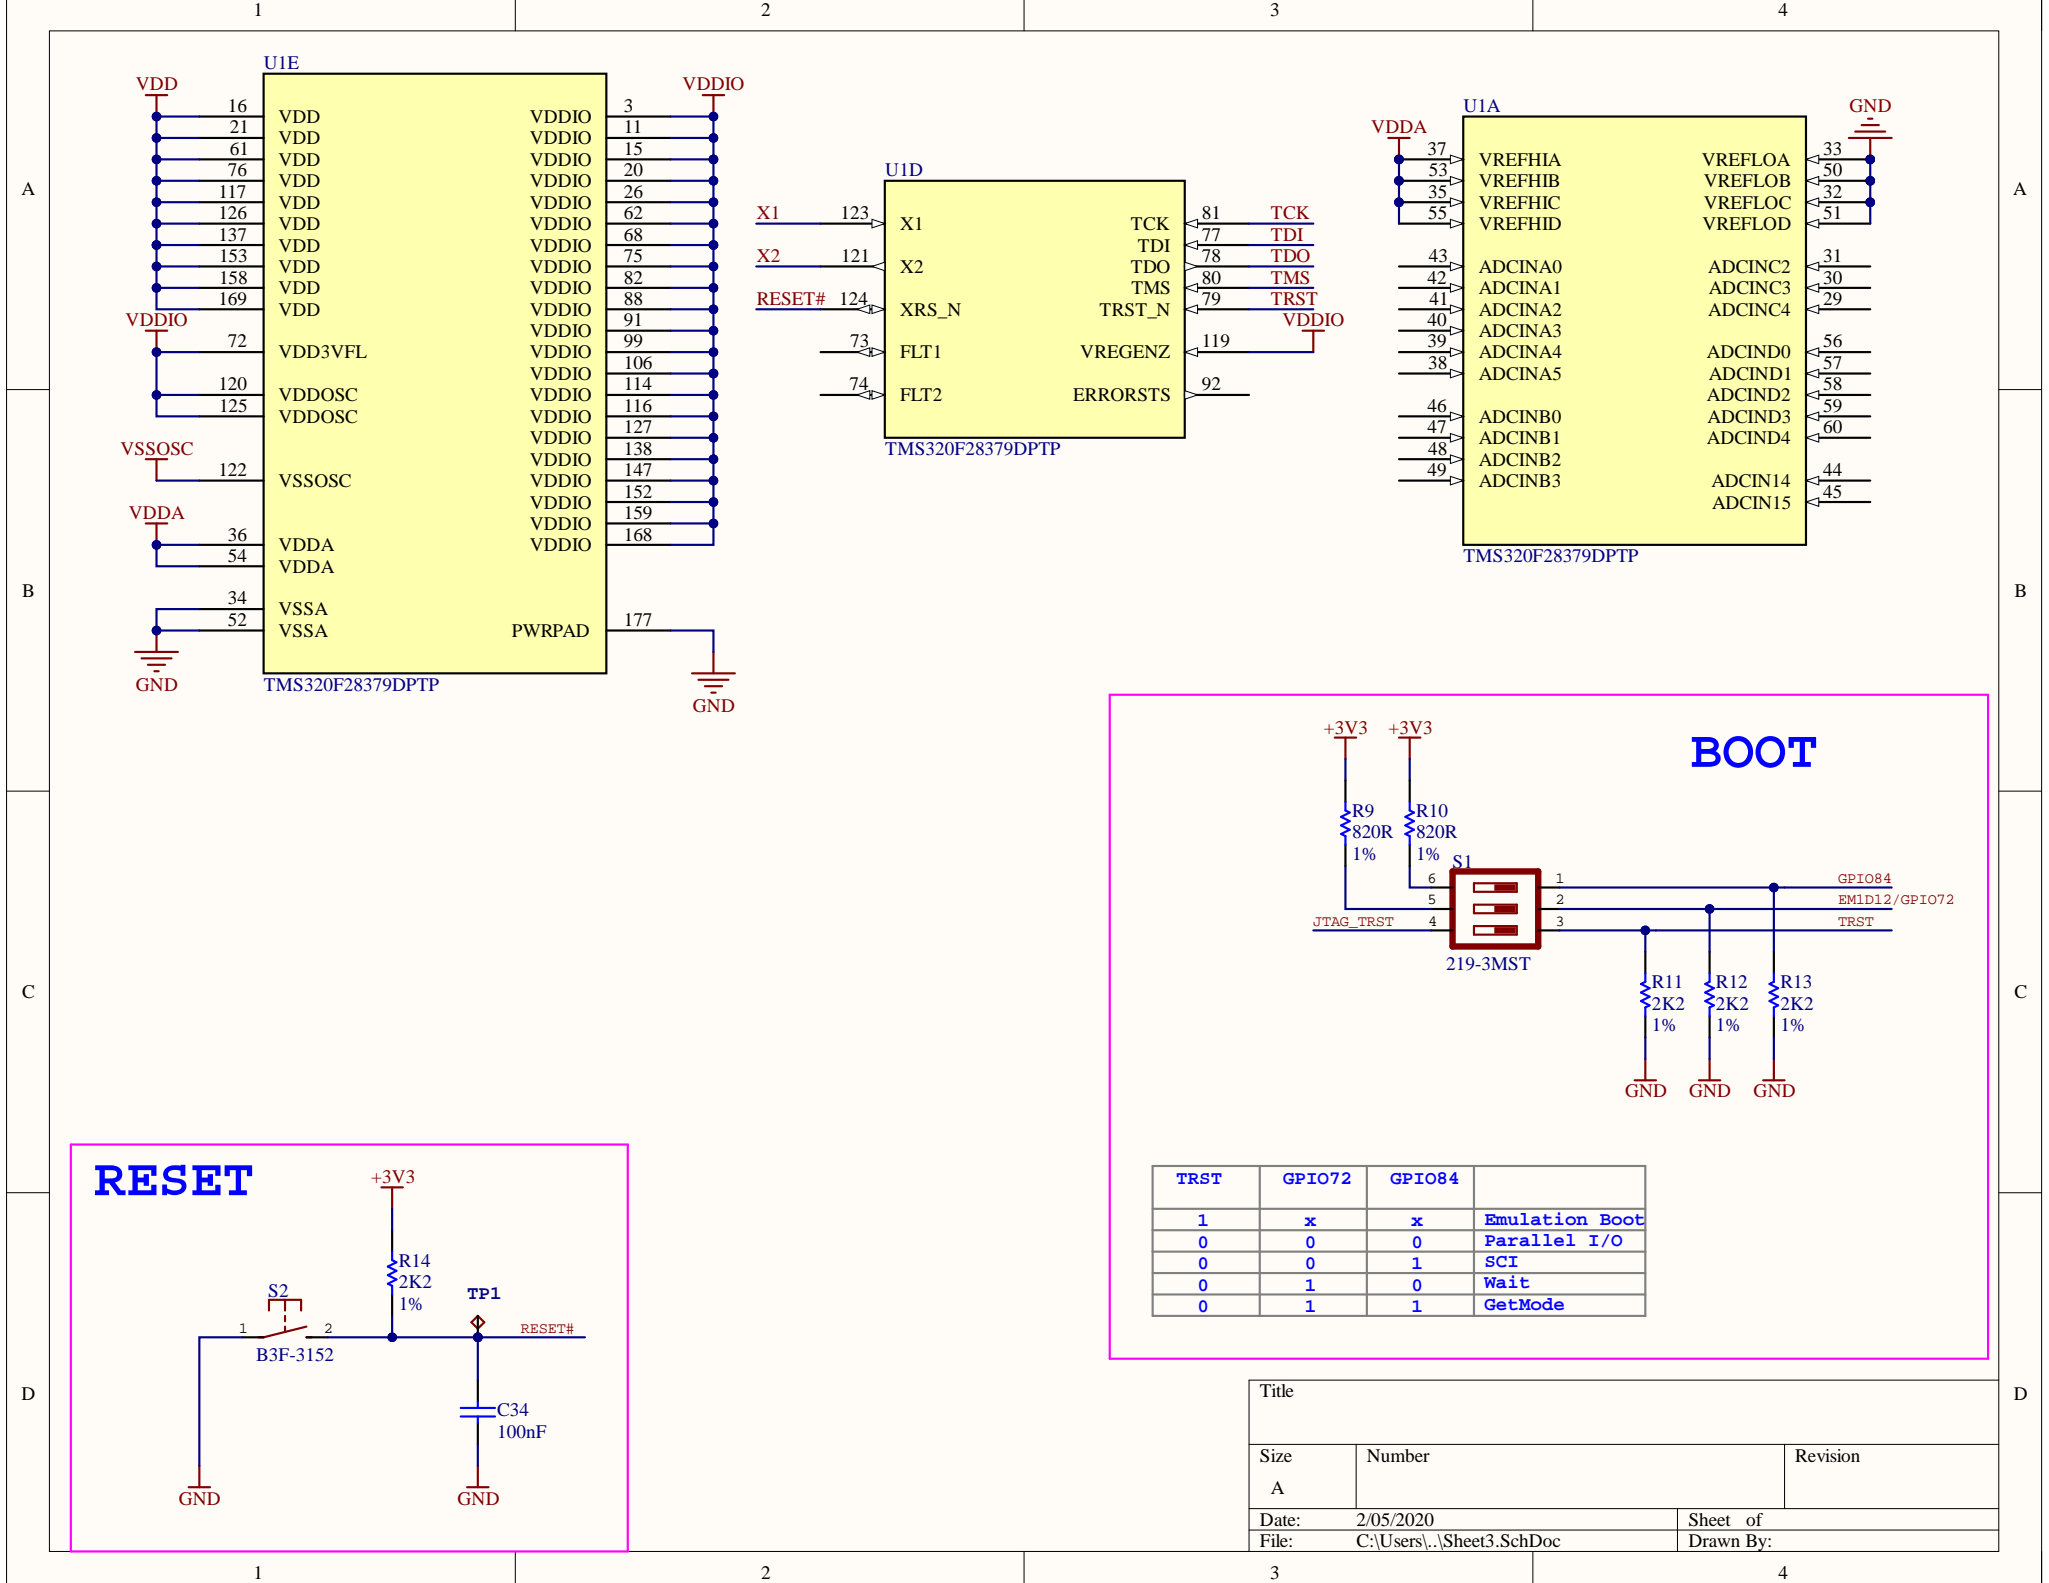 1 2 3 4
A A
B B
C C
D D
1 2 3 4
U1E
VDD
16 VDD
21 VDD
61 VDD
76 VDD
117 VDD
126 VDD
137 VDD
153 VDD
158 VDD
169 VDD
VDDIO
72 VDD3VFL
120 VDDOSC
125 VDDOSC
VSSOSC
122 VSSOSC
VDDA
36 VDDA
54 VDDA
34 VSSA
52 VSSA
GND
VDDIO
VDDIO 3
VDDIO 11
VDDIO 15
VDDIO 20
VDDIO 26
VDDIO 62
VDDIO 68
VDDIO 75
VDDIO 82
VDDIO 88
VDDIO 91
VDDIO 99
VDDIO 106
VDDIO 114
VDDIO 116
VDDIO 127
VDDIO 138
VDDIO 147
VDDIO 152
VDDIO 159
VDDIO 168
PWRPAD 177
GND
TMS320F28379DPTP
U1D
X1 123 X1
X2 121 X2
RESET# 124 XRS_N
73 FLT1
74 FLT2
TCK 81 TCK
TDI 77 TDI
TDO 78 TDO
TMS 80 TMS
TRST_N 79 TRST
VDDIO
VREGENZ 119
ERRORSTS 92
TMS320F28379DPTP
U1A
VDDA
37 VREFHIA
53 VREFHIB
35 VREFHIC
55 VREFHID
43 ADCINA0
42 ADCINA1
41 ADCINA2
40 ADCINA3
39 ADCINA4
38 ADCINA5
46 ADCINB0
47 ADCINB1
48 ADCINB2
49 ADCINB3
GND
VREFLOA 33
VREFLOB 50
VREFLOC 32
VREFLOD 51
ADCINC2 31
ADCINC3 30
ADCINC4 29
ADCIND0 56
ADCIND1 57
ADCIND2 58
ADCIND3 59
ADCIND4 60
ADCIN14 44
ADCIN15 45
TMS320F28379DPTP
BOOT
+3V3 +3V3
R9 R10
820R 820R
1% 1%
S1
6 1 GPIO84
5 2 EM1D12/GPIO72
JTAG_TRST 4 3 TRST
219-3MST
R11 R12 R13
2K2 2K2 2K2
1% 1% 1%
GND GND GND
TRST GPIO72 GPIO84
1 x x Emulation Boot
0 0 0 Parallel I/O
0 0 1 SCI
0 1 0 Wait
0 1 1 GetMode
RESET
+3V3
R14
2K2
1%
S2
TP1
1 2 RESET#
B3F-3152
C34
100nF
GND GND
Title
Size Number Revision
A
Date: 2/05/2020 Sheet of
File: C:\Users\..\Sheet3.SchDoc Drawn By: